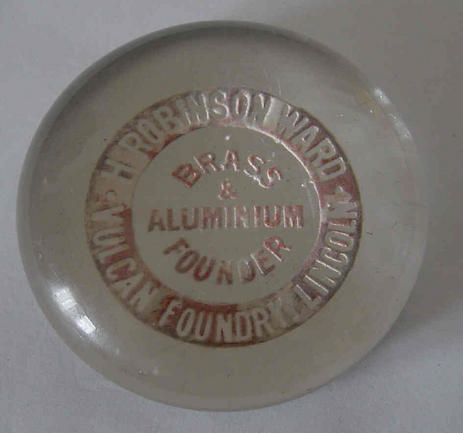 H. ROBINSON WARD
BRASS
&
ALUMINIUM
FOUNDER
VULCAN FOUNDRY, LINCOLN